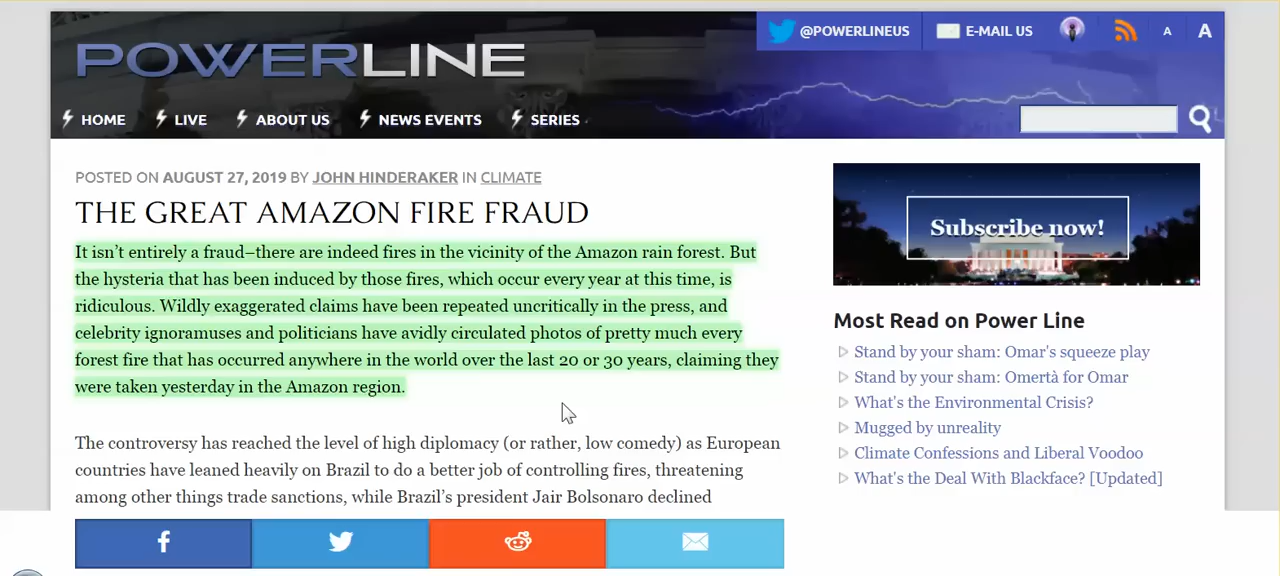 @POWERLINEUS E-MAIL US A A
POWERLINE
HOME LIVE ABOUT US NEWS EVENTS SERIES
POSTED ON AUGUST 27, 2019 BY JOHN HINDERAKER IN CLIMATE
THE GREAT AMAZON FIRE FRAUD
It isn’t entirely a fraud–there are indeed fires in the vicinity of the Amazon rain forest. But
the hysteria that has been induced by those fires, which occur every year at this time, is
ridiculous. Wildly exaggerated claims have been repeated uncritically in the press, and
celebrity ignoramuses and politicians have avidly circulated photos of pretty much every
forest fire that has occurred anywhere in the world over the last 20 or 30 years, claiming they
were taken yesterday in the Amazon region.
The controversy has reached the level of high diplomacy (or rather, low comedy) as European
countries have leaned heavily on Brazil to do a better job of controlling fires, threatening
among other things trade sanctions, while Brazil’s president Jair Bolsonaro declined
Subscribe now!
Most Read on Power Line
Stand by your sham: Omar's squeeze play
Stand by your sham: Omertà for Omar
What's the Environmental Crisis?
Mugged by unreality
Climate Confessions and Liberal Voodoo
What's the Deal With Blackface? [Updated]